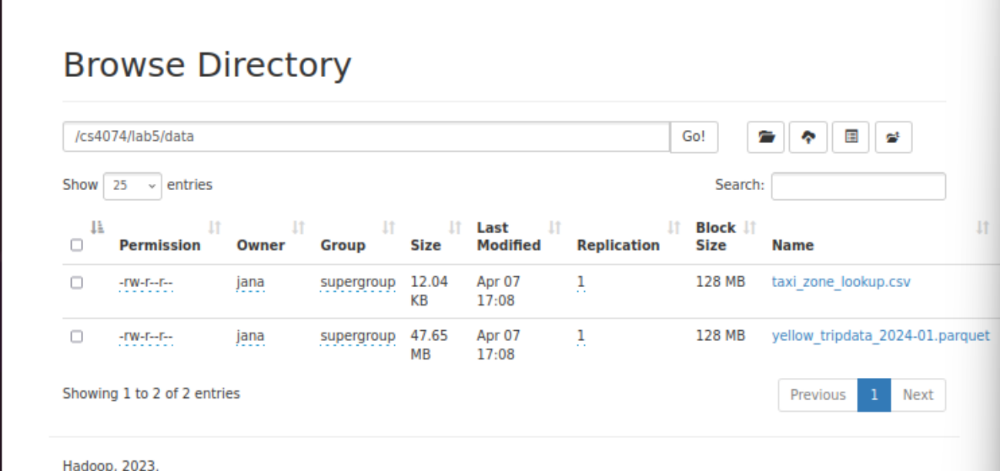 Browse Directory
/cs4074/lab5/data Go!
Show 25 entries Search:
Permission Owner Group Size Last Modified Replication Block Size Name
-rw-r--r-- jana supergroup 12.04 KB Apr 07 17:08 1 128 MB taxi_zone_lookup.csv
-rw-r--r-- jana supergroup 47.65 MB Apr 07 17:08 1 128 MB yellow_tripdata_2024-01.parquet
Showing 1 to 2 of 2 entries Previous 1 Next
Hadoop, 2023.